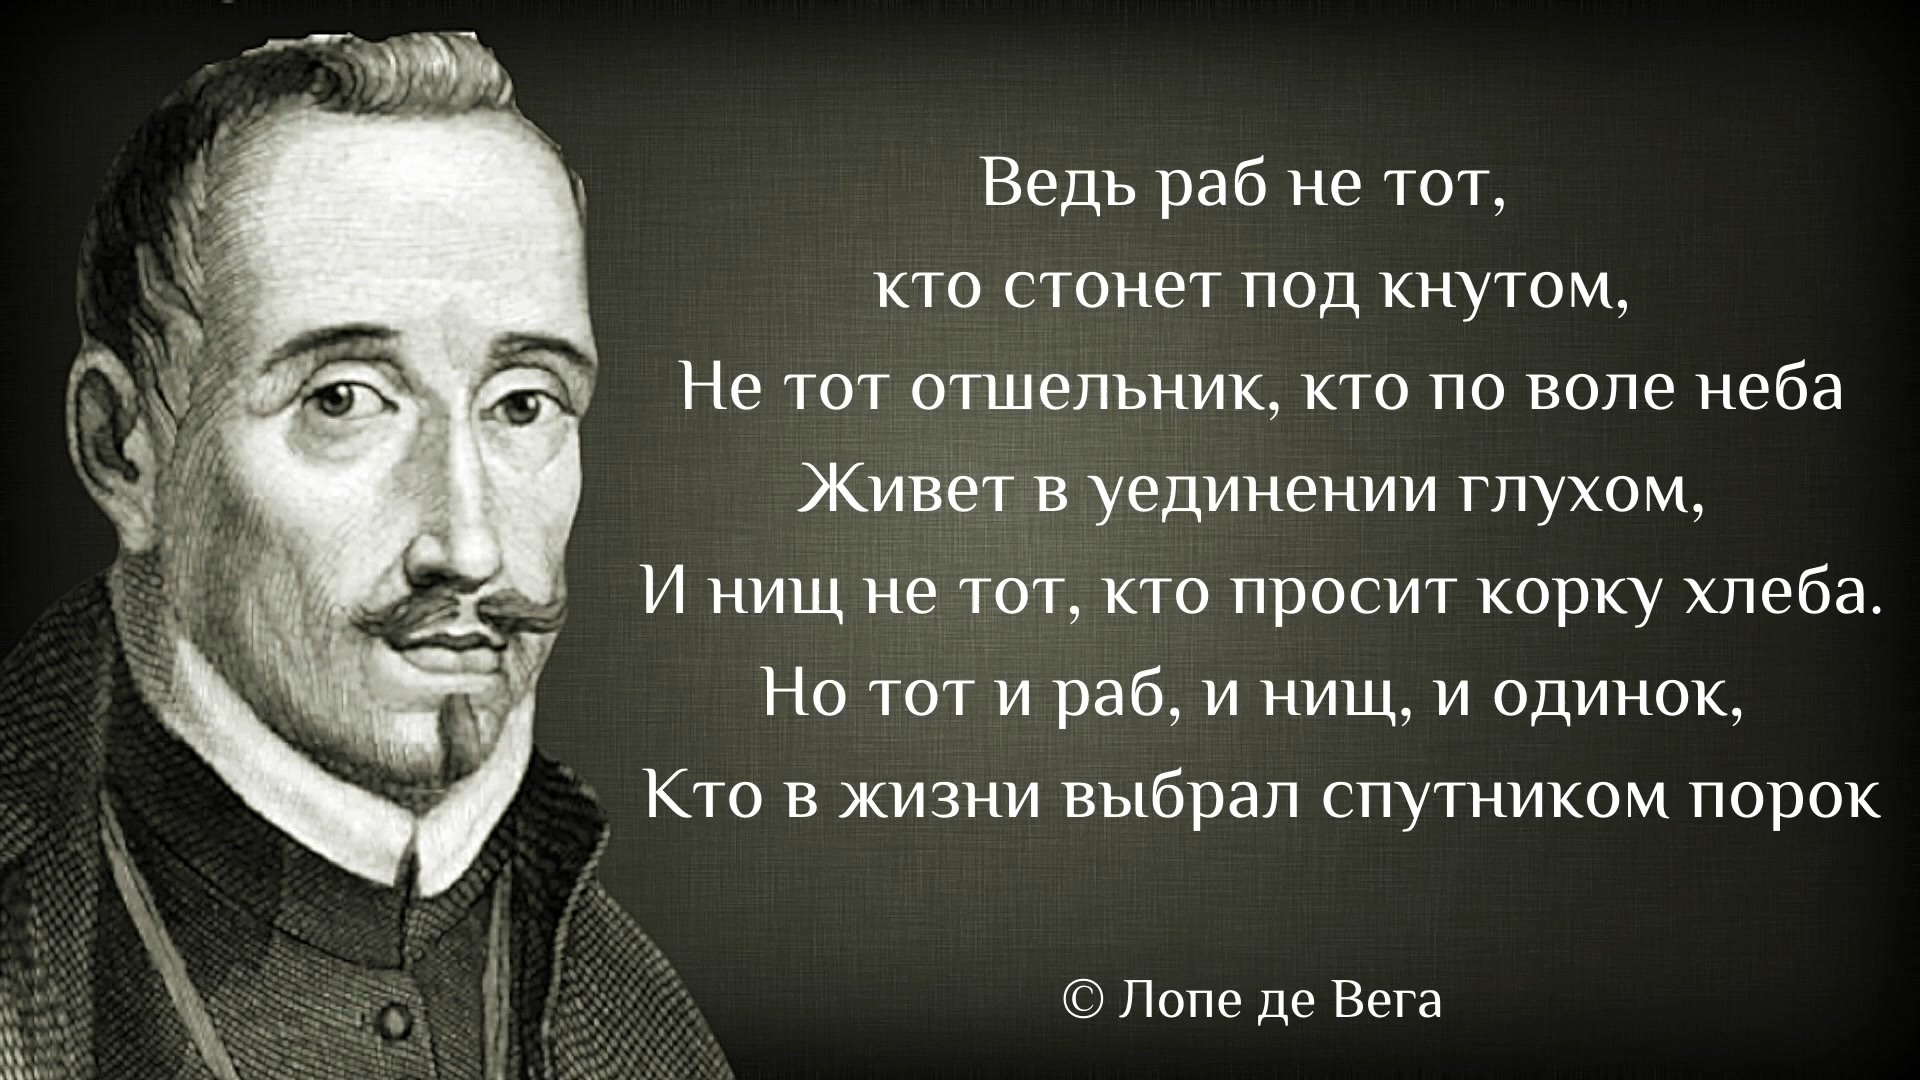 Ведь раб не тот,
кто стонет под кнутом,
Не тот отшельник, кто по воле неба
Живет в уединении глухом,
И нищ не тот, кто просит корку хлеба.
Но тот и раб, и нищ, и одинок,
Кто в жизни выбрал спутником порок
© Лопе де Вега